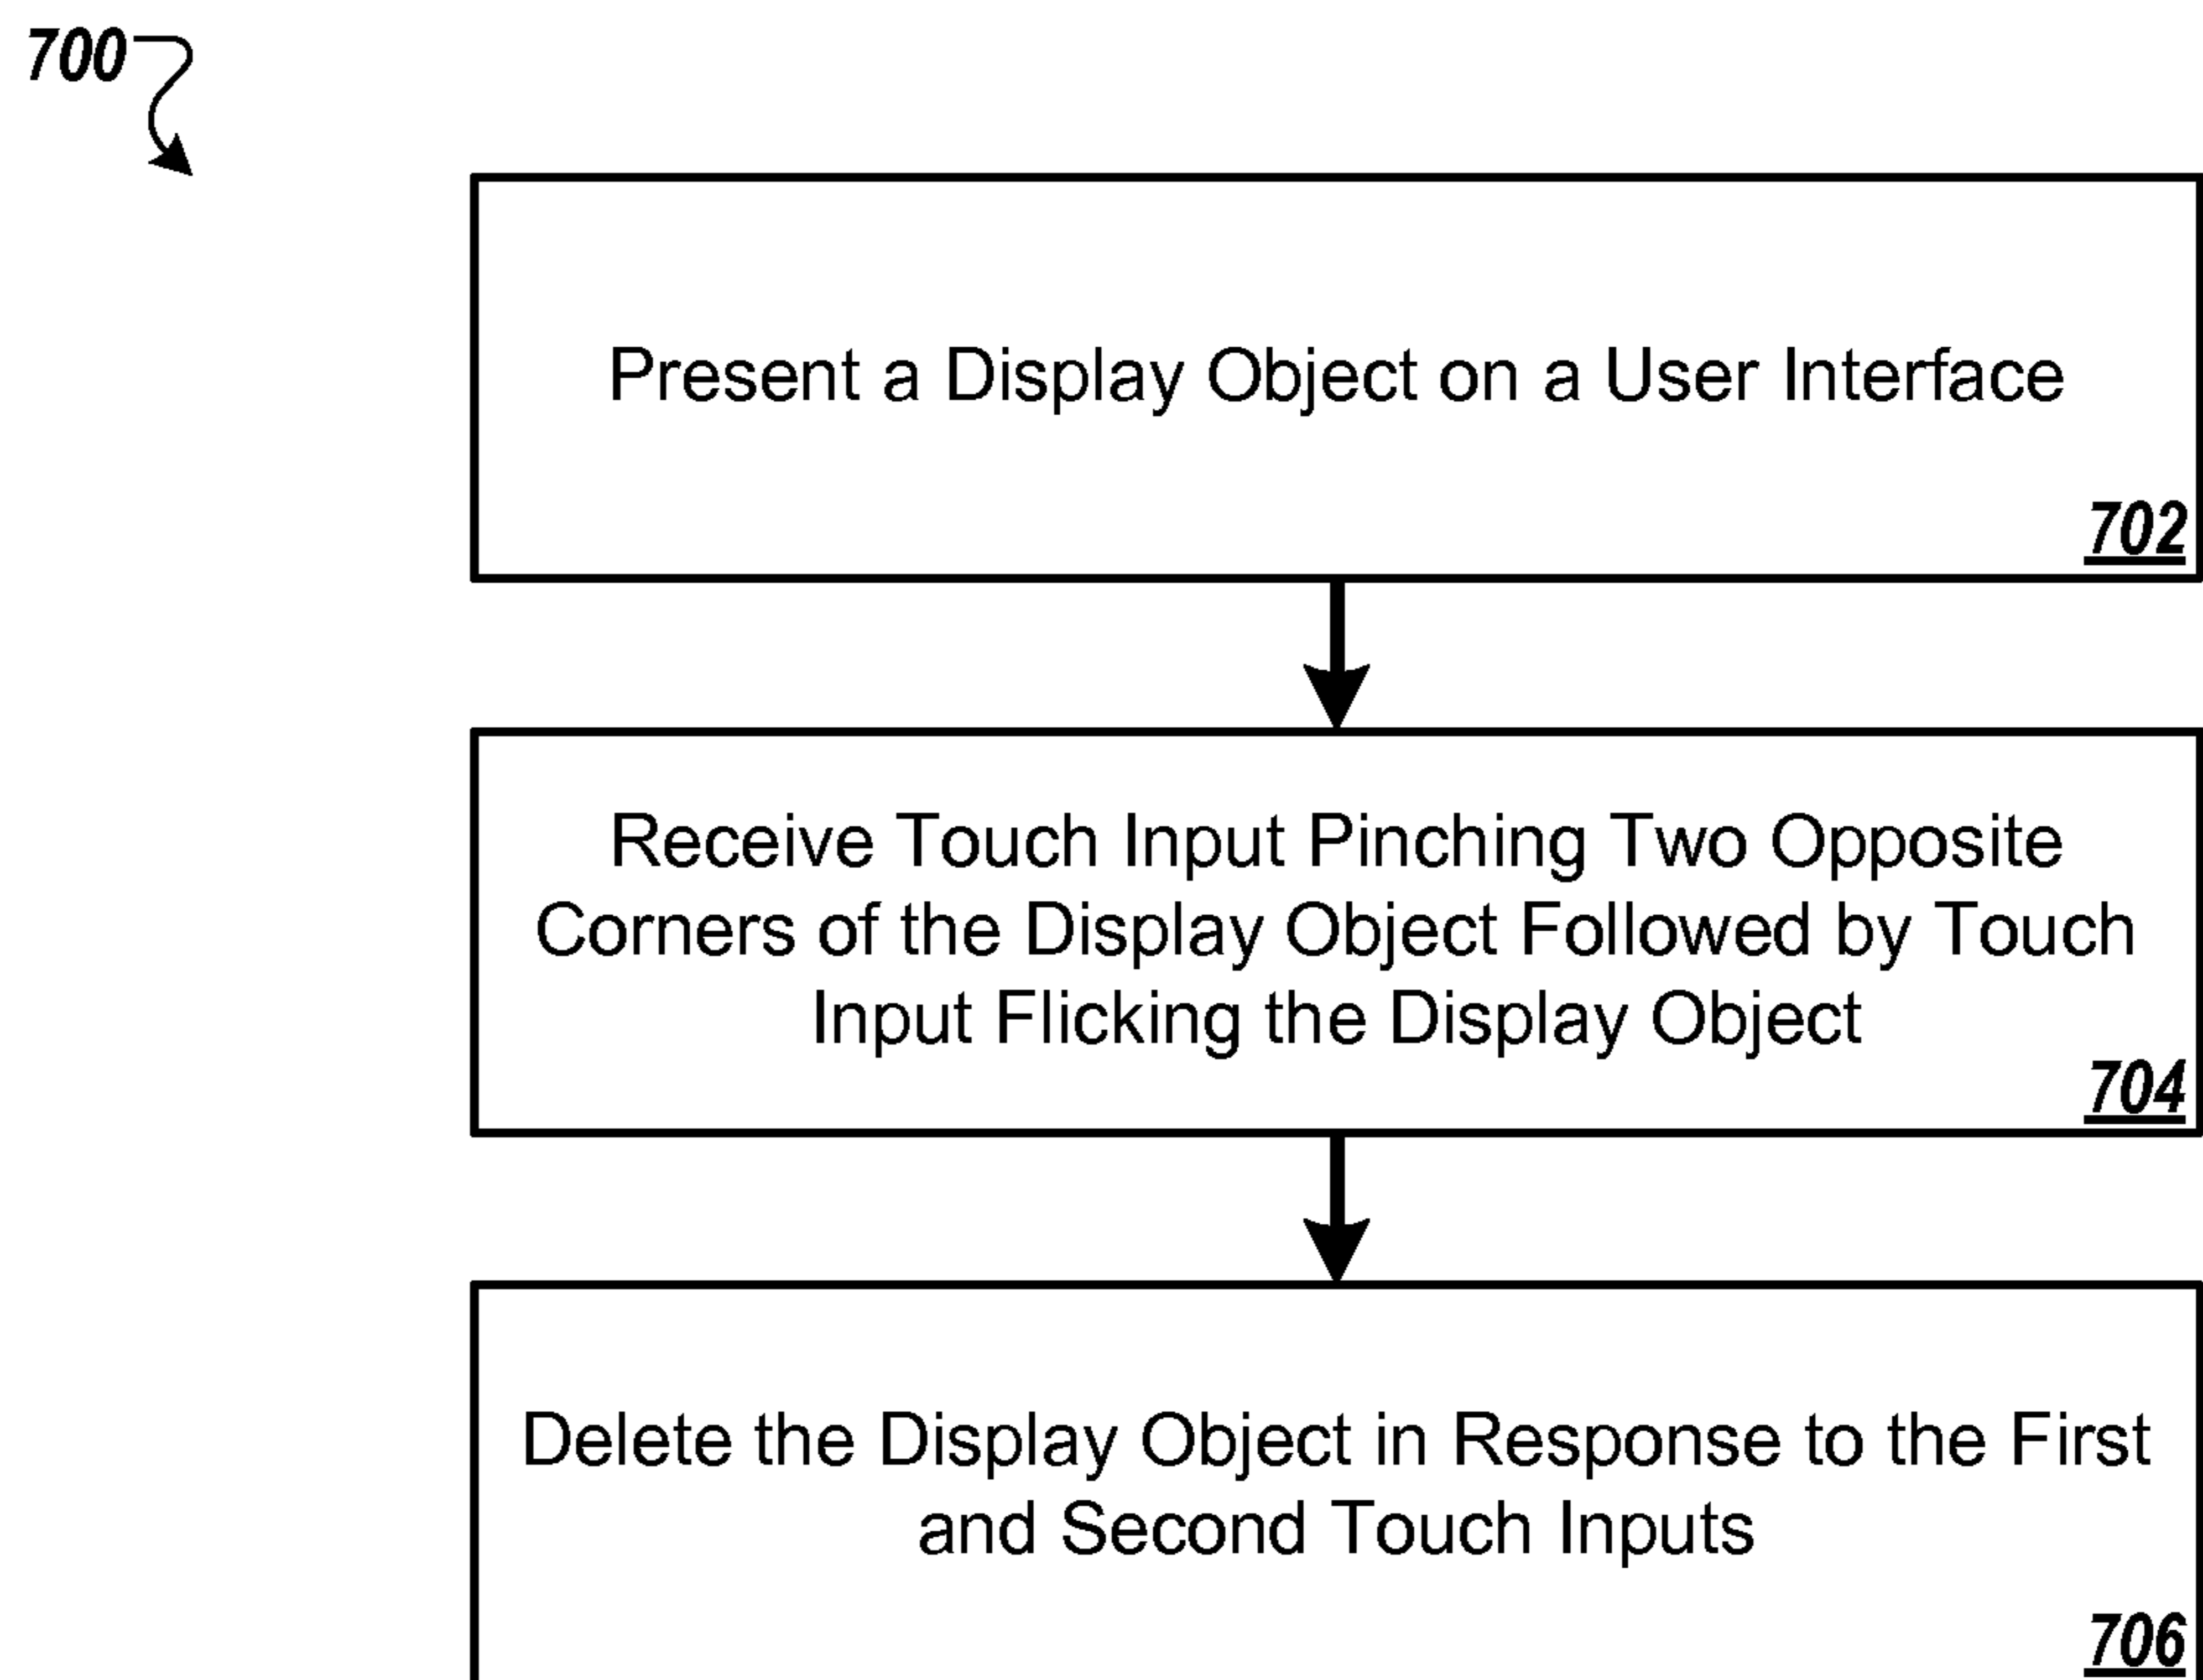 700
Present a Display Object on a User Interface
702
Receive Touch Input Pinching Two Opposite
Corners of the Display Object Followed by Touch
Input Flicking the Display Object
704
Delete the Display Object in Response to the First
and Second Touch Inputs
706